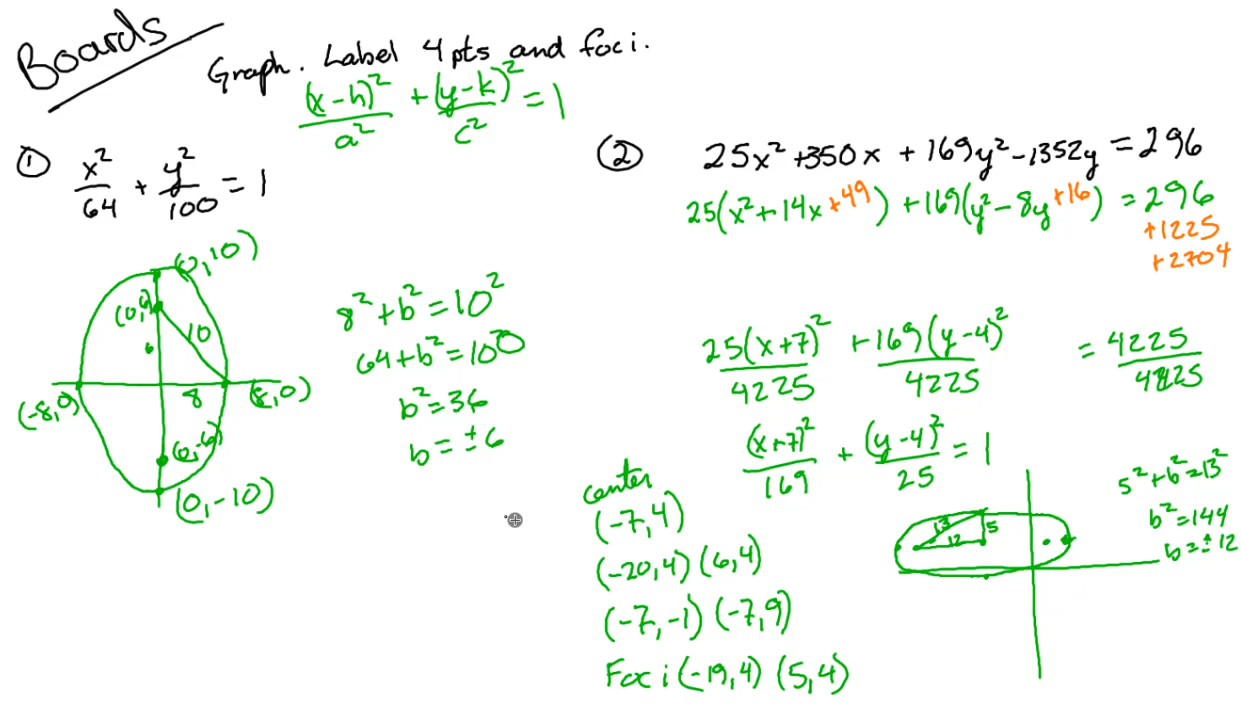 Boards
Graph. Label 4 pts and foci.
(x-h)²/a² + (y-k)²/c² = 1
① x²/64 + y²/100 = 1
(0,10)
(0,6)
10
6
8
(-8,0)
(8,0)
(0,-6)
(0,-10)
8² + b² = 10²
64 + b² = 100
b² = 36
b = ±6
② 25x² + 350x + 169y² - 1352y = 296
25(x² + 14x +49) + 169(y² - 8y +16) = 296
+1225
+2704
25(x+7)²/4225 + 169(y-4)²/4225 = 4225/4225
(x+7)²/169 + (y-4)²/25 = 1
center
(-7,4)
(-20,4) (6,4)
(-7,-1) (-7,9)
Foci (-19,4) (5,4)
13
12
5
5² + b² = 13²
b² = 144
b = ±12